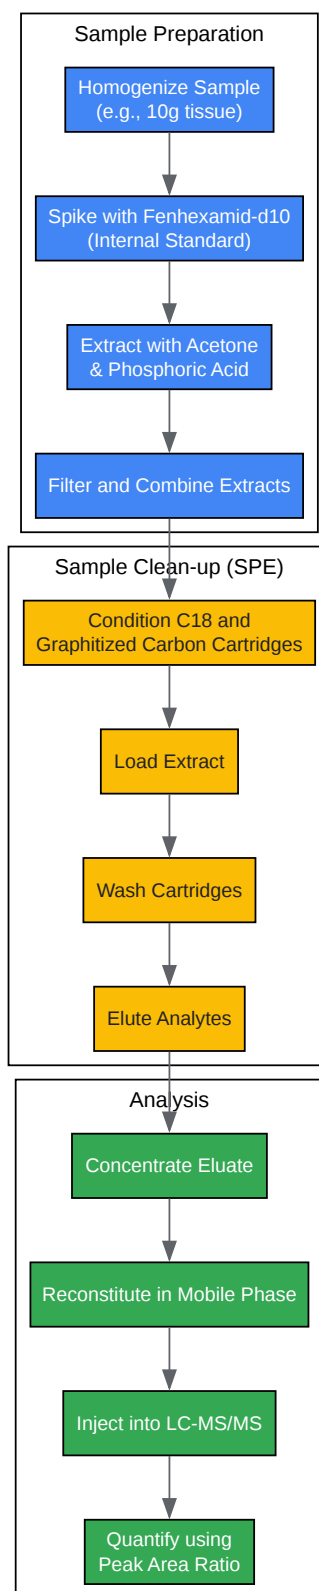 Sample Preparation
Homogenize Sample
(e.g., 10g tissue)
Spike with Fenhexamid-d10
(Internal Standard)
Extract with Acetone
& Phosphoric Acid
Filter and Combine Extracts
Sample Clean-up (SPE)
Condition C18 and
Graphitized Carbon Cartridges
Load Extract
Wash Cartridges
Elute Analytes
Analysis
Concentrate Eluate
Reconstitute in Mobile Phase
Inject into LC-MS/MS
Quantify using
Peak Area Ratio